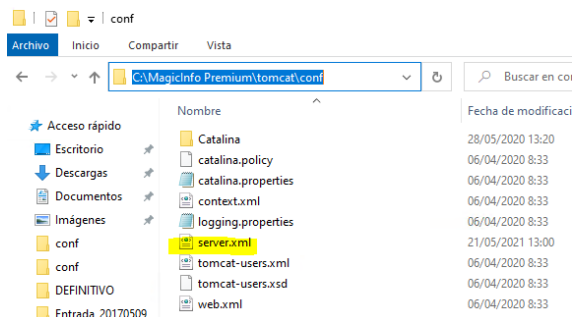 conf
Archivo Inicio Compartir Vista
C:\MagicInfo Premium\tomcat\conf Buscar en con
Nombre Fecha de modificaci
Acceso rápido
Catalina 28/05/2020 13:20
Escritorio
catalina.policy 06/04/2020 8:33
Descargas
catalina.properties 06/04/2020 8:33
Documentos
context.xml 06/04/2020 8:33
Imágenes
logging.properties 06/04/2020 8:33
conf
server.xml 21/05/2021 13:00
conf
tomcat-users.xml 06/04/2020 8:33
DEFINITIVO
tomcat-users.xsd 06/04/2020 8:33
Entrada_20170509
web.xml 06/04/2020 8:33